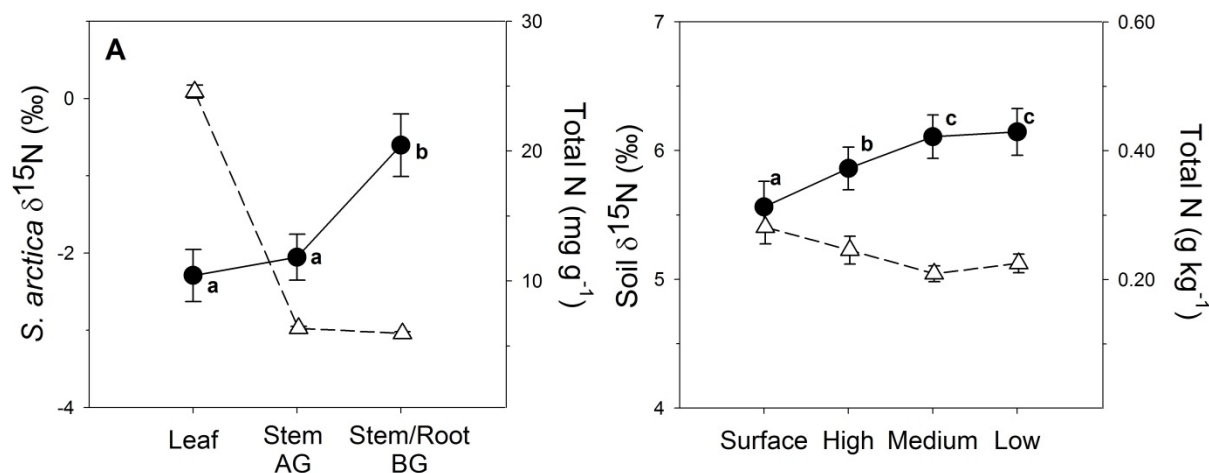 A
S. arctica δ¹⁵N (‰)
0
-2
-4
30
20
10
Total N (mg g⁻¹)
a
a
b
Leaf
Stem
AG
Stem/Root
BG
Soil δ¹⁵N (‰)
7
6
5
4
0.60
0.40
0.20
Total N (g kg⁻¹)
a
b
c
c
Surface
High
Medium
Low